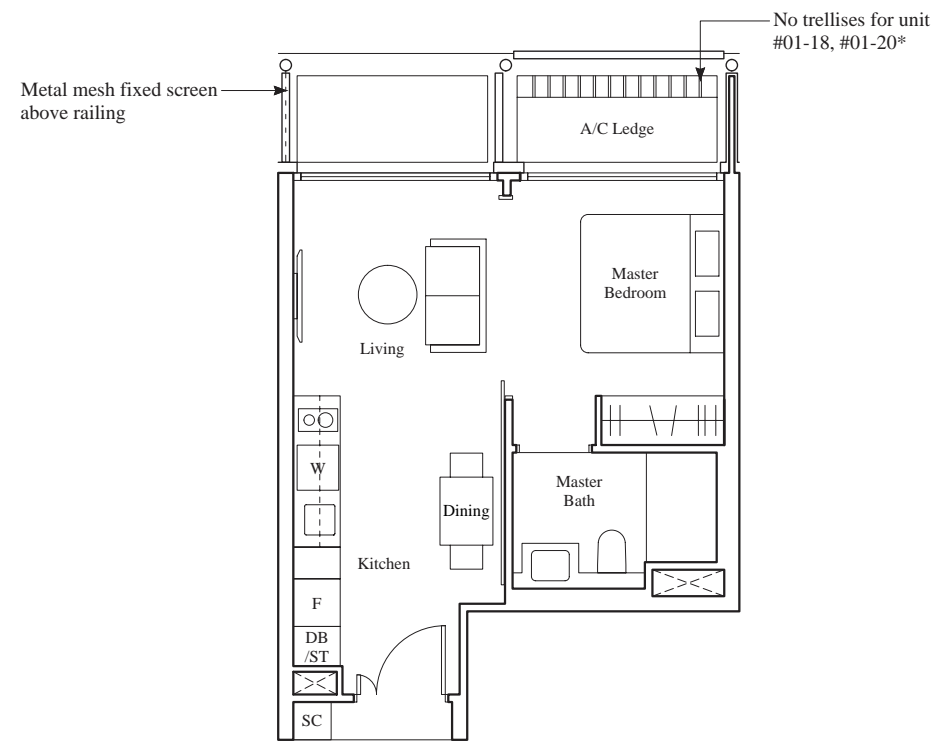 No trellises for unit
#01-18, #01-20*
Metal mesh fixed screen
above railing
A/C Ledge
Master
Bedroom
Living
W
Master
Bath
Dining
Kitchen
F
DB
/ST
SC